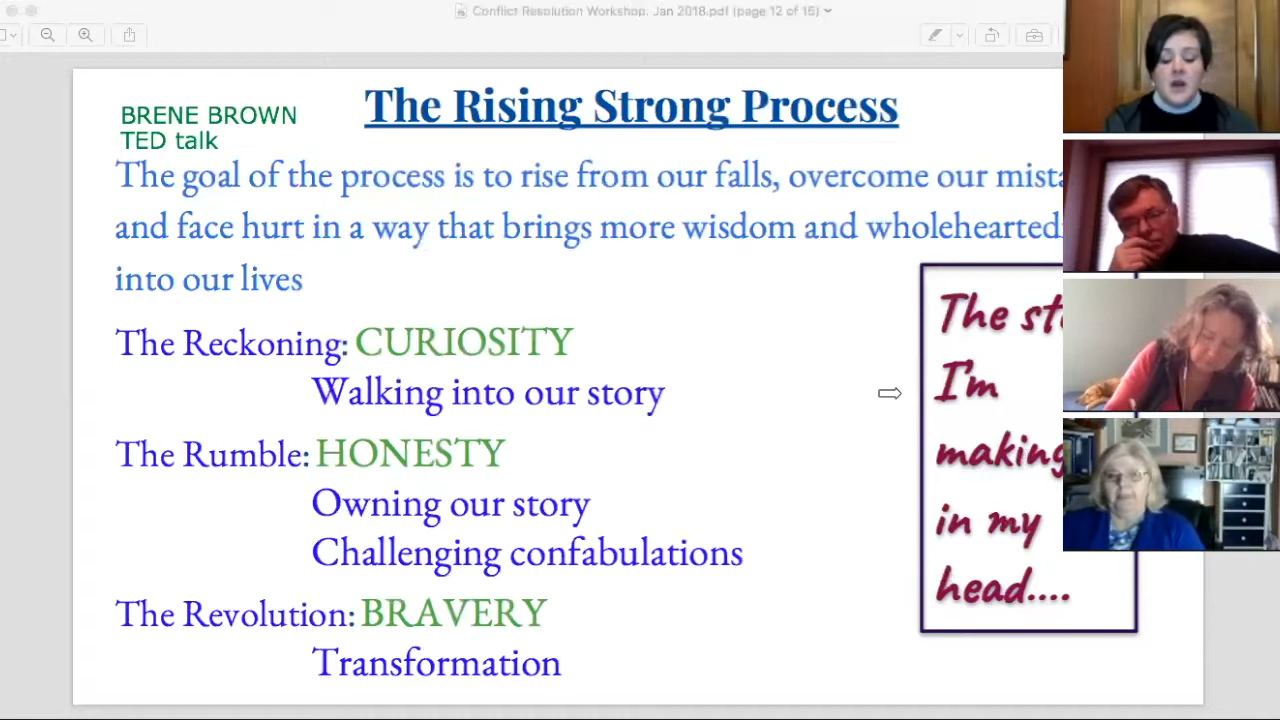 Conflict Resolution Workshop. Jan 2018.pdf (page 12 of 15)
BRENE BROWN
TED talk
The Rising Strong Process
The goal of the process is to rise from our falls, overcome our mista
and face hurt in a way that brings more wisdom and wholehearted
into our lives
The Reckoning: CURIOSITY
Walking into our story
The Rumble: HONESTY
Owning our story
Challenging confabulations
The Revolution: BRAVERY
Transformation
The st
I'm
making
in my
head....